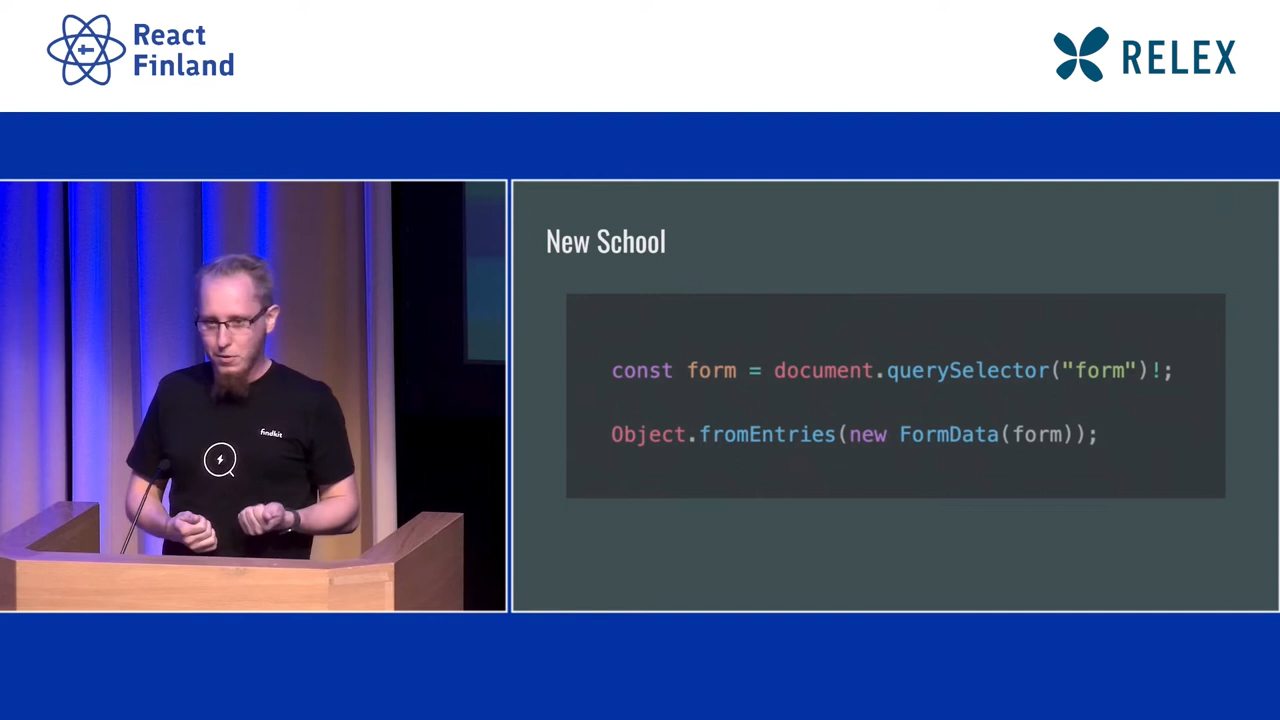 React
Finland
RELEX
New School
const form = document.querySelector("form")!;
Object.fromEntries(new FormData(form));
findkit